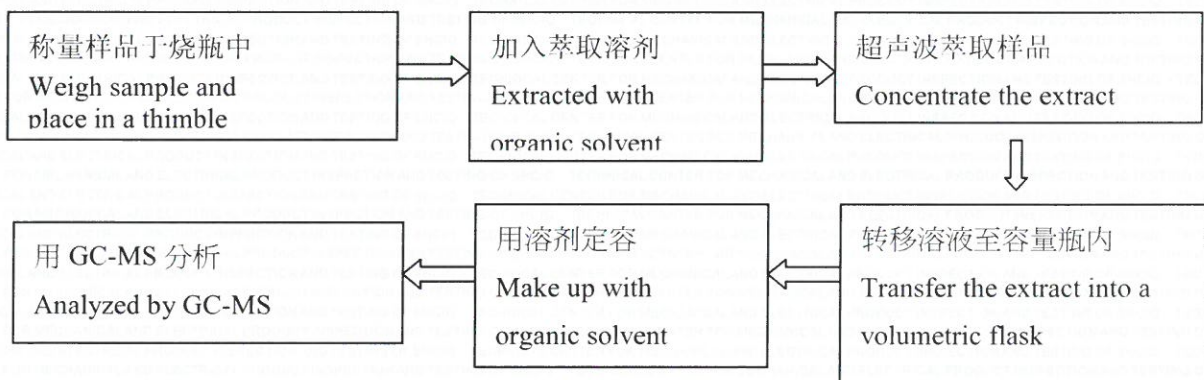 称量样品于烧瓶中
Weigh sample and
place in a thimble
加入萃取溶剂
Extracted with
organic solvent
超声波萃取样品
Concentrate the extract
转移溶液至容量瓶内
Transfer the extract into a
volumetric flask
用溶剂定容
Make up with
organic solvent
用 GC-MS 分析
Analyzed by GC-MS